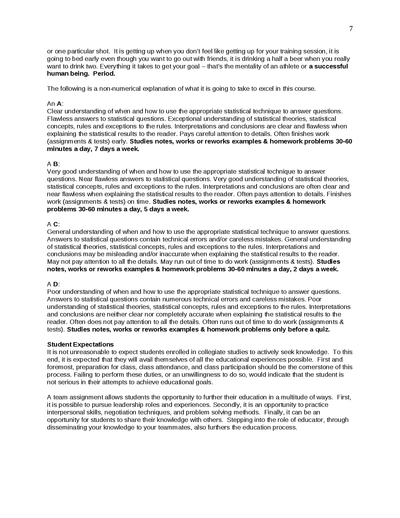 7
or one particular shot.  It is getting up when you don't feel like getting up for your training session, it is
going to bed early even though you want to go out with friends, it is drinking a half a beer when you really
want to drink two. Everything it takes to get your goal – that's the mentality of an athlete or a successful
human being.  Period.
The following is a non-numerical explanation of what it is going to take to excel in this course.
An A:
Clear understanding of when and how to use the appropriate statistical technique to answer questions.
Flawless answers to statistical questions. Exceptional understanding of statistical theories, statistical
concepts, rules and exceptions to the rules. Interpretations and conclusions are clear and flawless when
explaining the statistical results to the reader. Pays careful attention to details. Often finishes work
(assignments & tests) early. Studies notes, works or reworks examples & homework problems 30-60
minutes a day, 7 days a week.
A B:
Very good understanding of when and how to use the appropriate statistical technique to answer
questions. Near flawless answers to statistical questions. Very good understanding of statistical theories,
statistical concepts, rules and exceptions to the rules. Interpretations and conclusions are often clear and
near flawless when explaining the statistical results to the reader. Often pays attention to details. Finishes
work (assignments & tests) on time. Studies notes, works or reworks examples & homework
problems 30-60 minutes a day, 5 days a week.
A C:
General understanding of when and how to use the appropriate statistical technique to answer questions.
Answers to statistical questions contain technical errors and/or careless mistakes. General understanding
of statistical theories, statistical concepts, rules and exceptions to the rules. Interpretations and
conclusions may be misleading and/or inaccurate when explaining the statistical results to the reader.
May not pay attention to all the details. May run out of time to do work (assignments & tests). Studies
notes, works or reworks examples & homework problems 30-60 minutes a day, 2 days a week.
A D:
Poor understanding of when and how to use the appropriate statistical technique to answer questions.
Answers to statistical questions contain numerous technical errors and careless mistakes. Poor
understanding of statistical theories, statistical concepts, rules and exceptions to the rules. Interpretations
and conclusions are neither clear nor completely accurate when explaining the statistical results to the
reader. Often does not pay attention to all the details. Often runs out of time to do work (assignments &
tests). Studies notes, works or reworks examples & homework problems only before a quiz.
Student Expectations
It is not unreasonable to expect students enrolled in collegiate studies to actively seek knowledge.  To this
end, it is expected that they will avail themselves of all the educational experiences possible.  First and
foremost, preparation for class, class attendance, and class participation should be the cornerstone of this
process. Failing to perform these duties, or an unwillingness to do so, would indicate that the student is
not serious in their attempts to achieve educational goals.
A team assignment allows students the opportunity to further their education in a multitude of ways.  First,
it is possible to pursue leadership roles and experiences. Secondly, it is an opportunity to practice
interpersonal skills, negotiation techniques, and problem solving methods.  Finally, it can be an
opportunity for students to share their knowledge with others.  Stepping into the role of educator, through
disseminating your knowledge to your teammates, also furthers the education process.